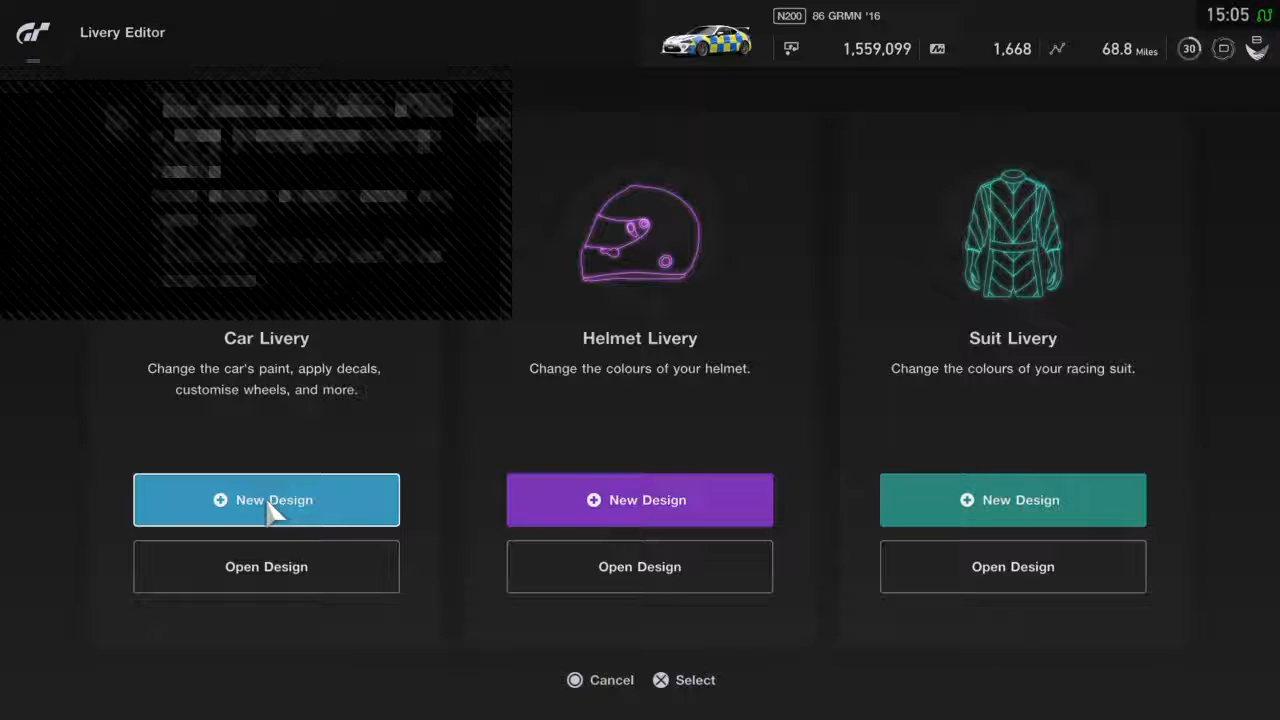 Livery Editor
N200 86 GRMN '16
15:05
1,559,099 1,668 68.8 Miles 30
Car Livery
Change the car's paint, apply decals,
customise wheels, and more.
New Design
Open Design
Helmet Livery
Change the colours of your helmet.
New Design
Open Design
Suit Livery
Change the colours of your racing suit.
New Design
Open Design
Cancel Select